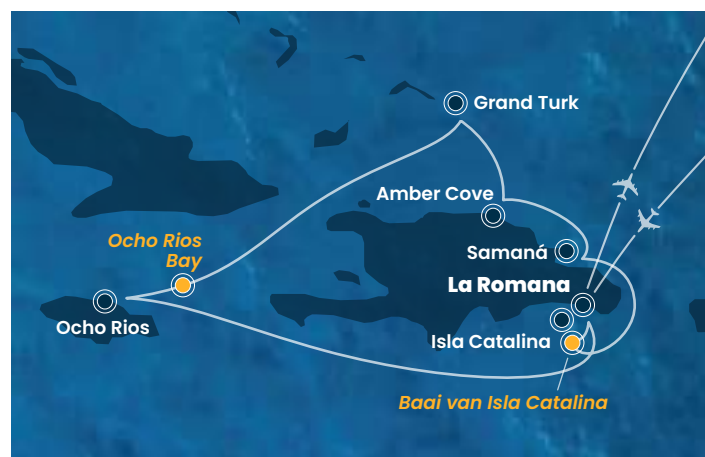 Grand Turk
Amber Cove
Ocho Rios
Bay
Samaná
La Romana
Ocho Rios
Isla Catalina
Baai van Isla Catalina